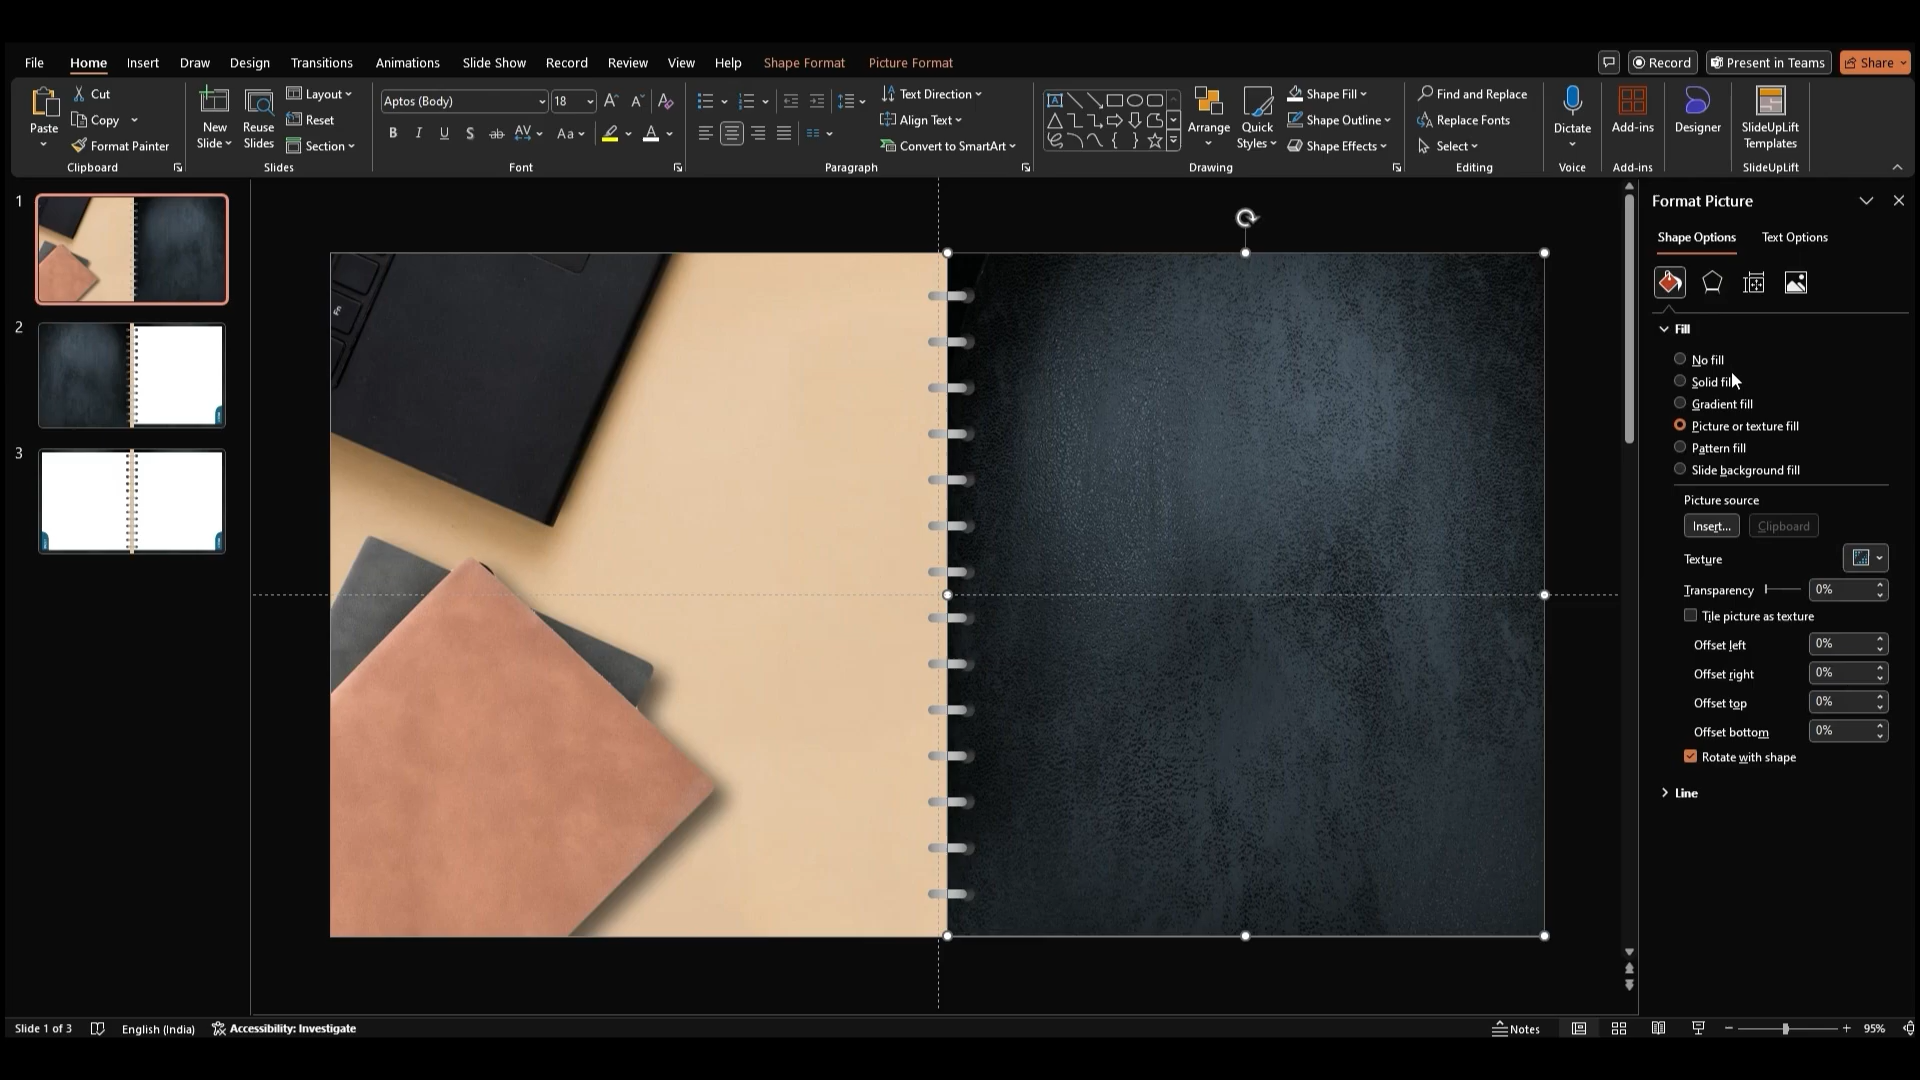 File Home Insert Draw Design Transitions Animations Slide Show Record Review View Help Shape Format Picture Format Record Present in Teams Share
Paste
Cut
Copy
Format Painter
Clipboard
New
Slide
Reuse
Slides
Layout
Reset
Section
Slides
Aptos (Body) 18
B I U S ab AV Aa A
Font
Text Direction
Align Text
Convert to SmartArt
Paragraph
Arrange
Quick
Styles
Shape Fill
Shape Outline
Shape Effects
Drawing
Find and Replace
Replace Fonts
Select
Editing
Dictate
Voice
Add-ins
Add-ins
Designer
SlideUpLift
Templates
SlideUpLift
1
2
3
Fn
Format Picture
Shape Options Text Options
Fill
No fill
Solid fill
Gradient fill
Picture or texture fill
Pattern fill
Slide background fill
Picture source
Insert... Clipboard
Texture
Transparency 0%
Tile picture as texture
Offset left 0%
Offset right 0%
Offset top 0%
Offset bottom 0%
Rotate with shape
Line
Slide 1 of 3 English (India) Accessibility: Investigate Notes 95%